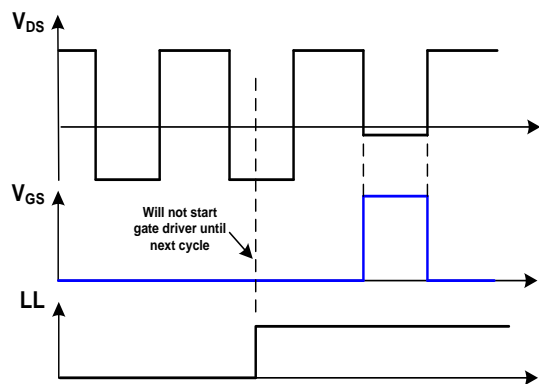 VDS
VGS
Will not start
gate driver until
next cycle
LL